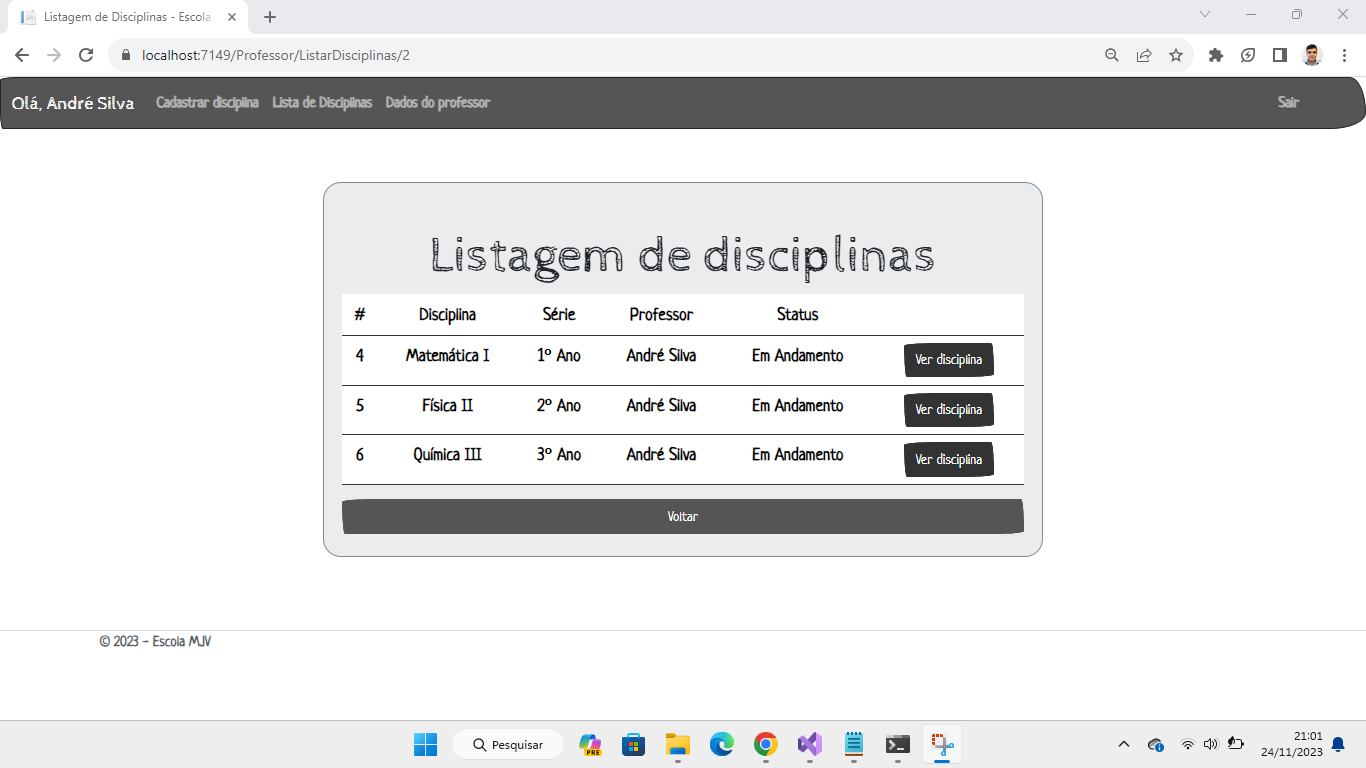 Listagem de Disciplinas - Escola
localhost:7149/Professor/ListarDisciplinas/2
Olá, André Silva Cadastrar disciplina Lista de Disciplinas Dados do professor Sair
Listagem de disciplinas
# Disciplina Série Professor Status
4 Matemática I 1º Ano André Silva Em Andamento Ver disciplina
5 Física II 2º Ano André Silva Em Andamento Ver disciplina
6 Química III 3º Ano André Silva Em Andamento Ver disciplina
Voltar
© 2023 - Escola MJV
Pesquisar
PRE
21:01
24/11/2023